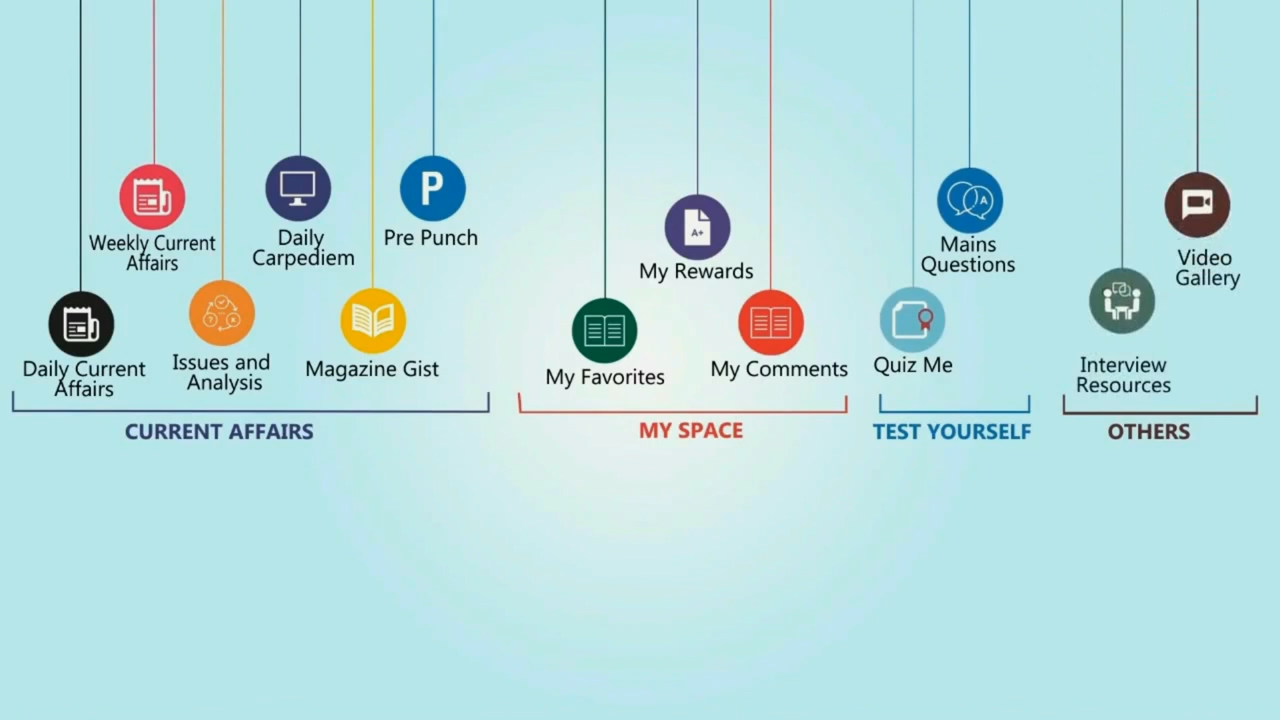 Weekly Current
Affairs
Daily
Carpediem
P
Pre Punch
Daily Current
Affairs
Issues and
Analysis
Magazine Gist
CURRENT AFFAIRS
A+
My Rewards
My Favorites
My Comments
MY SPACE
A
Mains
Questions
Quiz Me
TEST YOURSELF
Video
Gallery
Interview
Resources
OTHERS